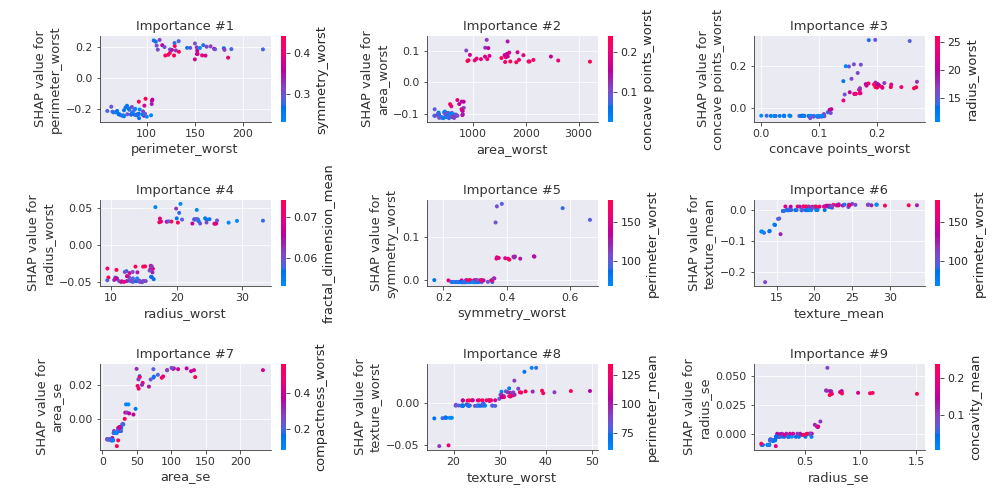 Importance #1
SHAP value for
perimeter_worst
0.2
0.0
−0.2
100
150
200
perimeter_worst
0.4
0.3
symmetry_worst
Importance #2
SHAP value for
area_worst
0.1
0.0
−0.1
1000
2000
3000
area_worst
0.2
0.1
concave points_worst
Importance #3
SHAP value for
concave points_worst
0.2
0.0
0.0
0.1
0.2
concave points_worst
25
20
15
radius_worst
Importance #4
SHAP value for
radius_worst
0.05
0.00
−0.05
10
20
30
radius_worst
0.07
0.06
fractal_dimension_mean
Importance #5
SHAP value for
symmetry_worst
0.1
0.0
0.2
0.4
0.6
symmetry_worst
150
100
perimeter_worst
Importance #6
SHAP value for
texture_mean
0.0
−0.1
−0.2
15
20
25
30
texture_mean
150
100
perimeter_worst
Importance #7
SHAP value for
area_se
0.02
0.00
0
50
100
150
200
area_se
0.4
0.2
compactness_worst
Importance #8
SHAP value for
texture_worst
0.00
−0.05
20
30
40
50
texture_worst
125
100
75
perimeter_mean
Importance #9
SHAP value for
radius_se
0.050
0.025
0.000
0.5
1.0
1.5
radius_se
0.2
0.1
concavity_mean